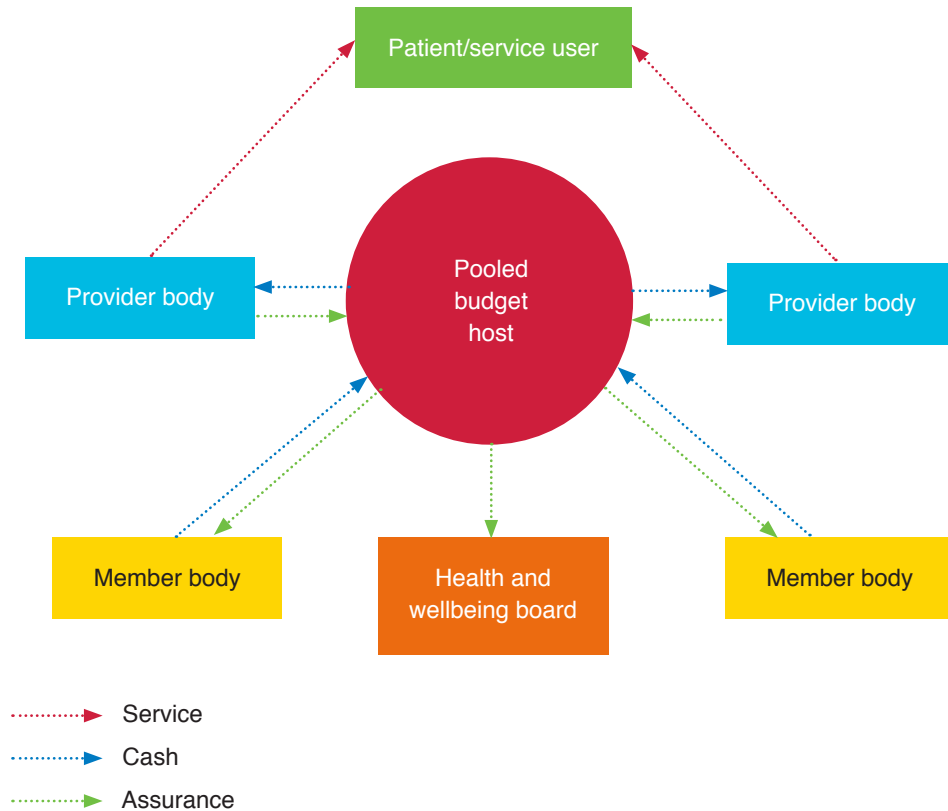 Patient/service user
Pooled
budget
host
Provider body
Provider body
Member body
Health and
wellbeing board
Member body
Service
Cash
Assurance